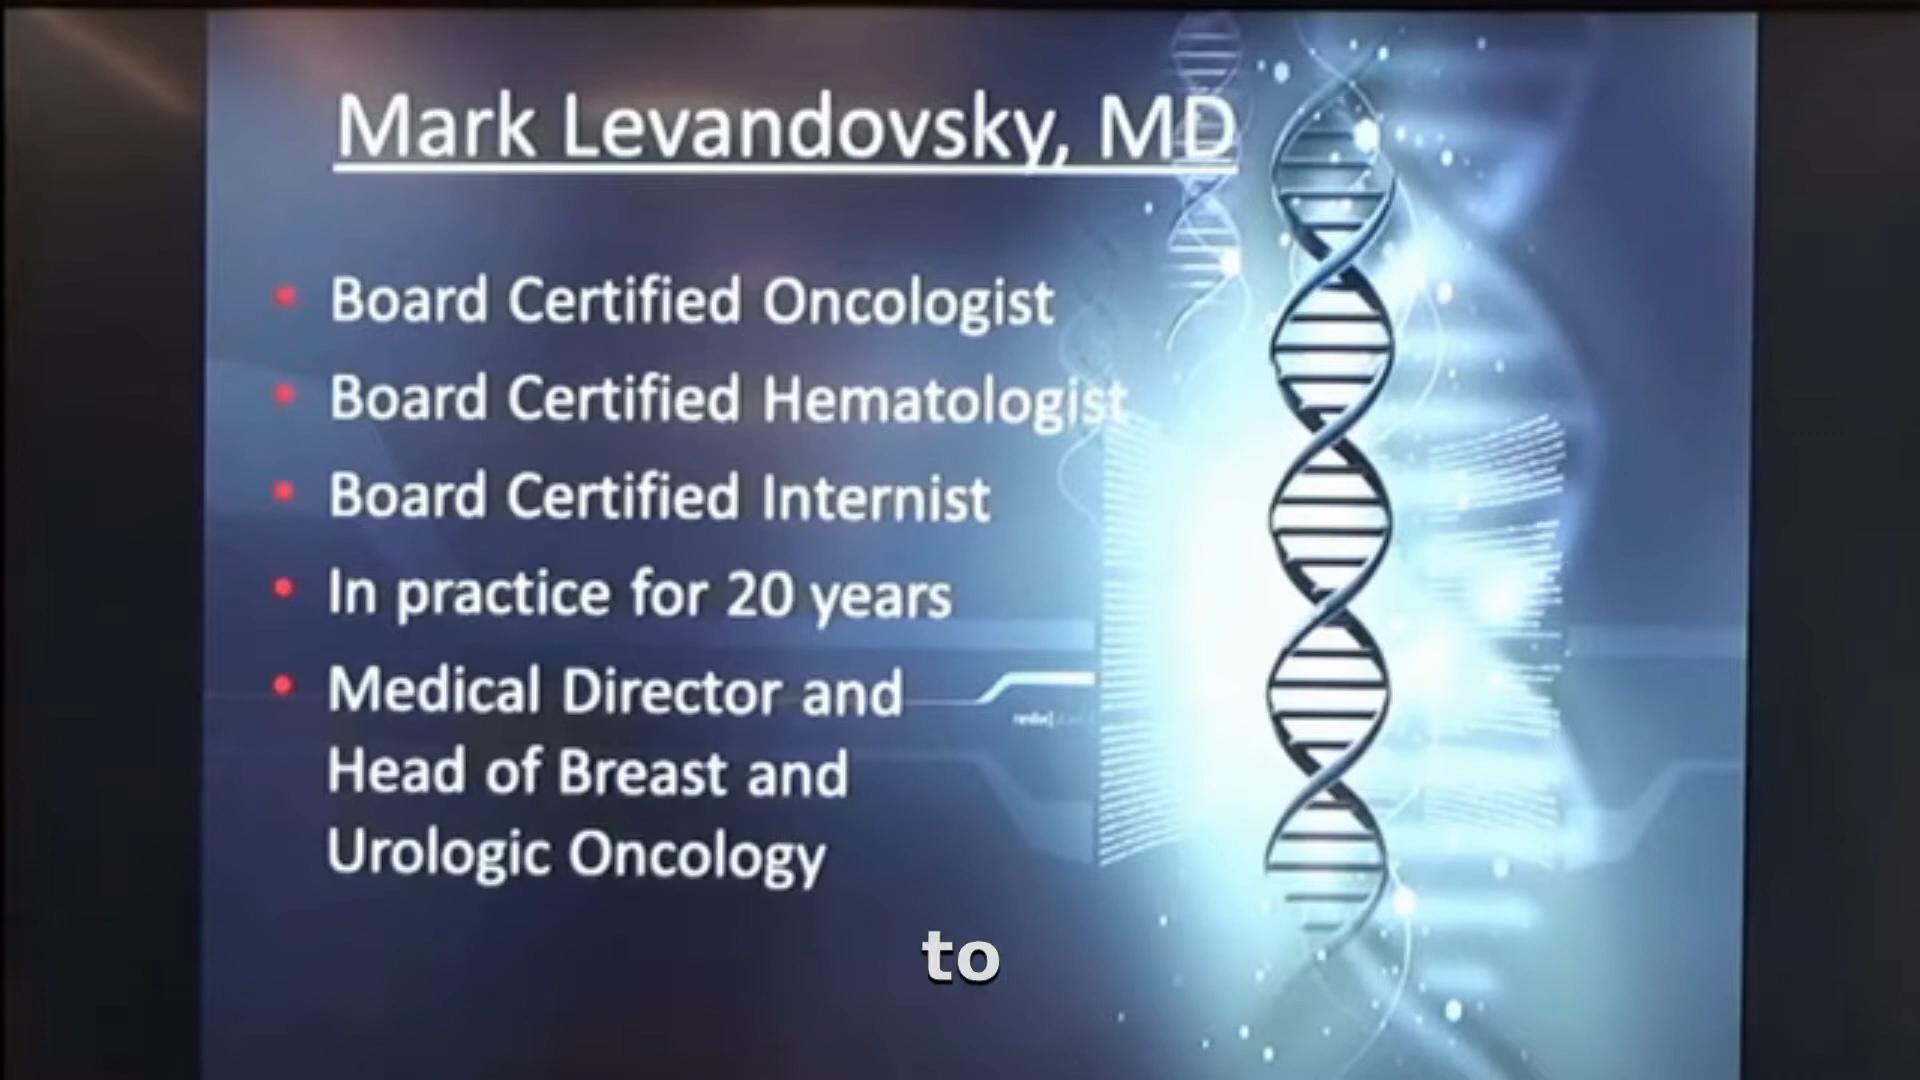 Mark Levandovsky, MD
Board Certified Oncologist
Board Certified Hematologist
Board Certified Internist
In practice for 20 years
Medical Director and
Head of Breast and
Urologic Oncology
to